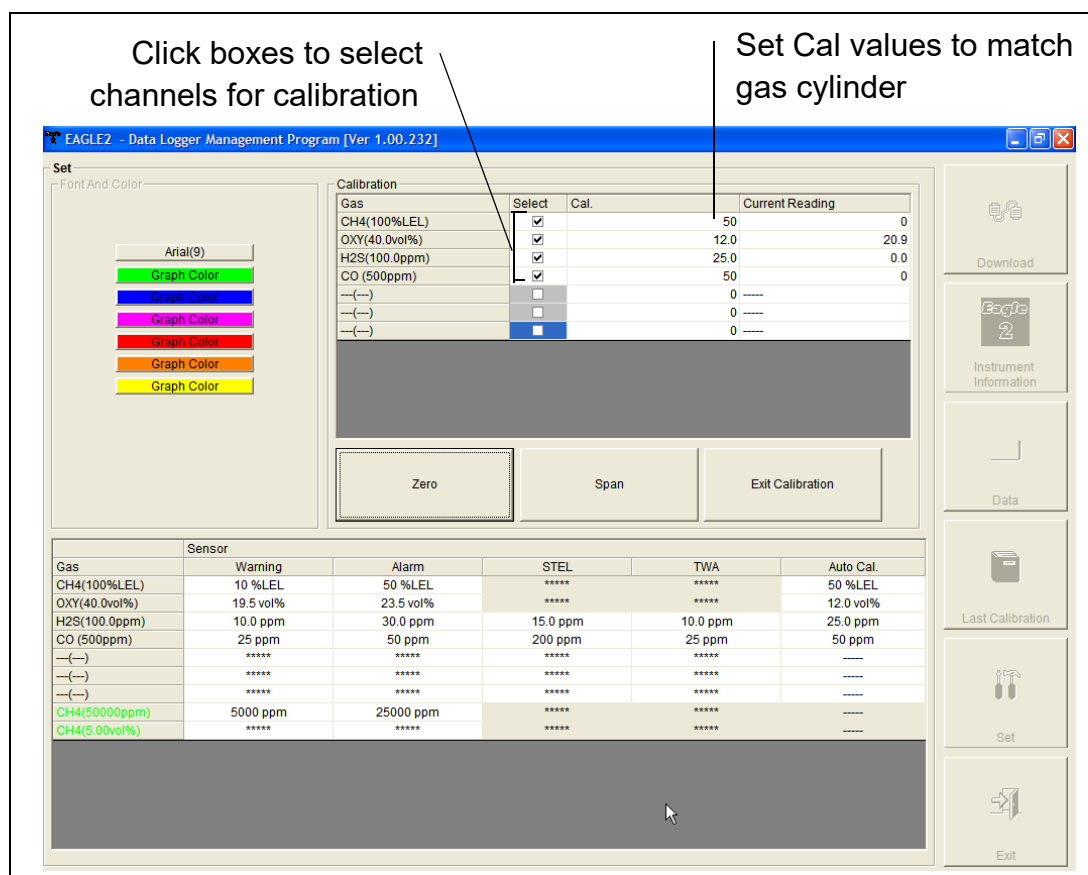 Click boxes to select
channels for calibration
Set Cal values to match
gas cylinder
EAGLE2 - Data Logger Management Program [Ver 1.00.232]
Set
Font And Color
Arial(9)
Graph Color
Graph Color
Graph Color
Graph Color
Graph Color
Graph Color
Calibration
Gas Select Cal. Current Reading
CH4(100%LEL) 50 0
OXY(40.0vol%) 12.0 20.9
H2S(100.0ppm) 25.0 0.0
CO (500ppm) 50 0
---(---) 0 -----
---(---) 0 -----
---(---) 0 -----
Zero Span Exit Calibration
Sensor
Gas Warning Alarm STEL TWA Auto Cal.
CH4(100%LEL) 10 %LEL 50 %LEL ***** ***** 50 %LEL
OXY(40.0vol%) 19.5 vol% 23.5 vol% ***** ***** 12.0 vol%
H2S(100.0ppm) 10.0 ppm 30.0 ppm 15.0 ppm 10.0 ppm 25.0 ppm
CO (500ppm) 25 ppm 50 ppm 200 ppm 25 ppm 50 ppm
---(---) ***** ***** ***** ***** -----
---(---) ***** ***** ***** ***** -----
---(---) ***** ***** ***** ***** -----
CH4(50000ppm) 5000 ppm 25000 ppm ***** ***** -----
CH4(5.00vol%) ***** ***** ***** ***** -----
Download
Eagle
2
Instrument
Information
Data
Last Calibration
Set
Exit